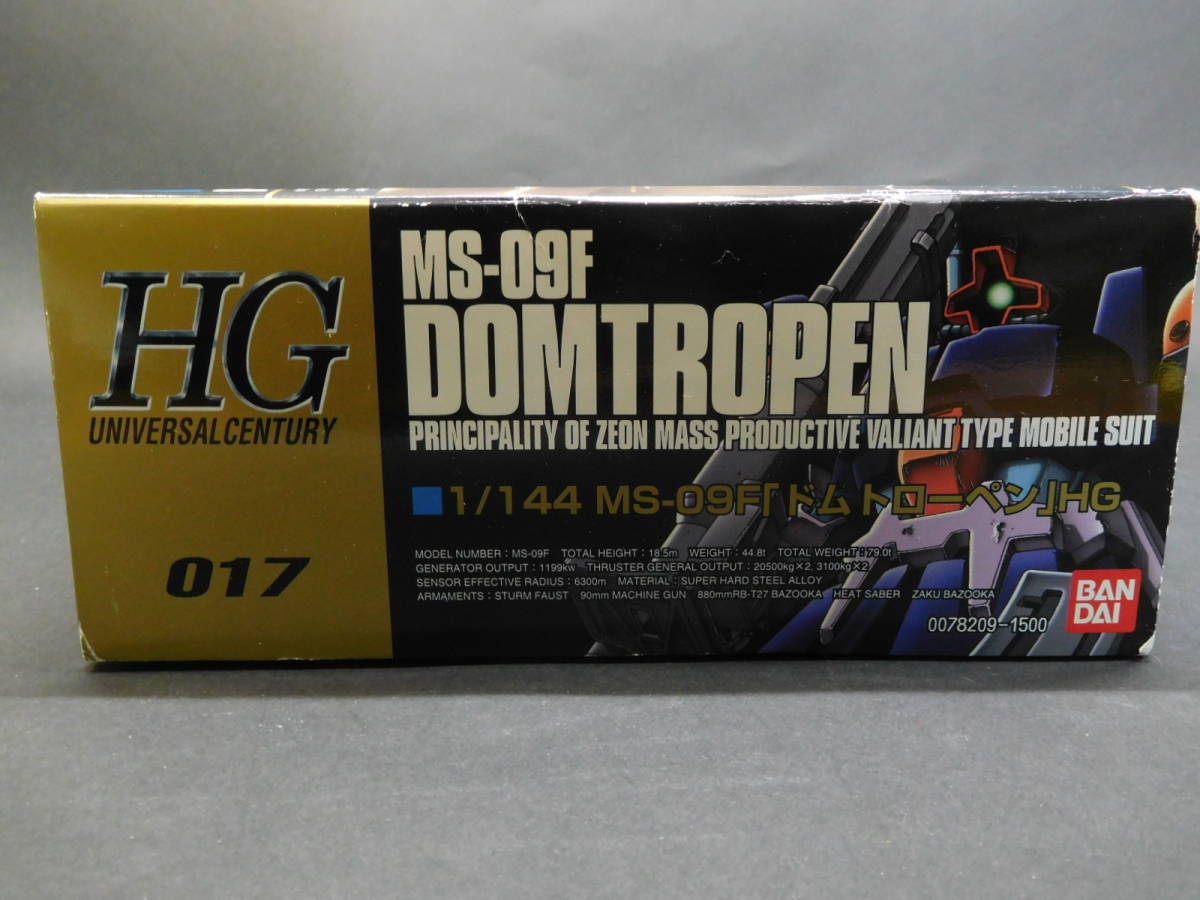 HG
UNIVERSALCENTURY
017
MS-09F
DOMTROPEN
PRINCIPALITY OF ZEON MASS PRODUCTIVE VALIANT TYPE MOBILE SUIT
■1/144 MS-09F「ドムトローペン」HG
MODEL NUMBER：MS-09F TOTAL HEIGHT：18.5m WEIGHT：44.8t TOTAL WEIGHT：79.0t
GENERATOR OUTPUT：1199kw THRUSTER GENERAL OUTPUT：20500kg×2, 3100kg×2
SENSOR EFFECTIVE RADIUS：6300m MATERIAL：SUPER HARD STEEL ALLOY
ARMAMENTS：STURM FAUST 90mm MACHINE GUN 880mmRB-T27 BAZOOKA HEAT SABER ZAKU BAZOOKA
0078209-1500
BAN
DAI